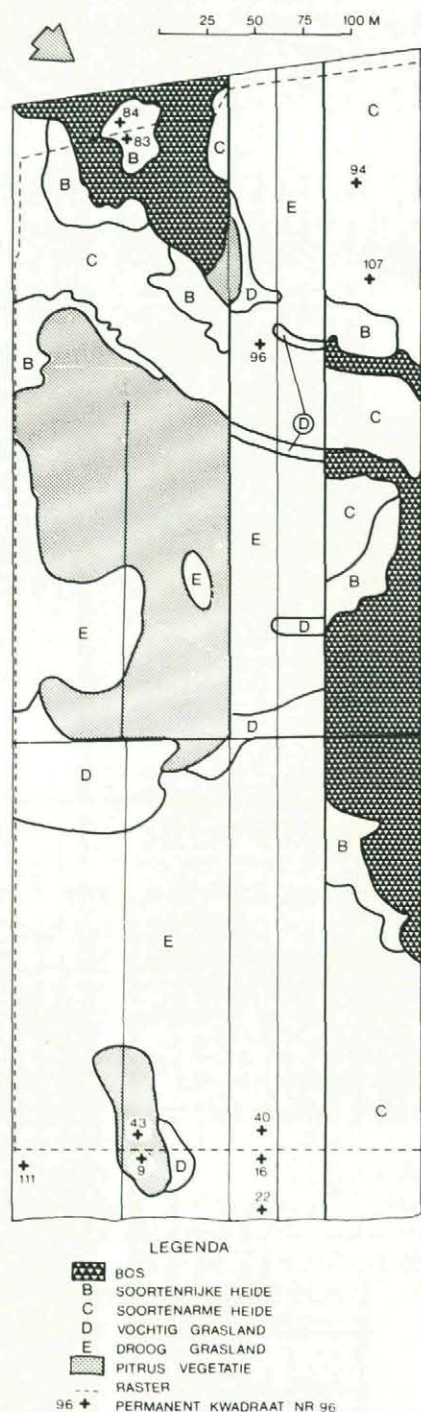 25 50 75 100 M
84
83
B
C
C
94
B
E
107
C
B
D
B
96
B
D
C
C
E
B
E
E
D
D
D
B
E
C
43
40
9
D
16
111
22
LEGENDA
BOS
B SOORTENRIJKE HEIDE
C SOORTENARME HEIDE
D VOCHTIG GRASLAND
E DROOG GRASLAND
PITRUS VEGETATIE
RASTER
96 + PERMANENT KWADRAAT NR 96